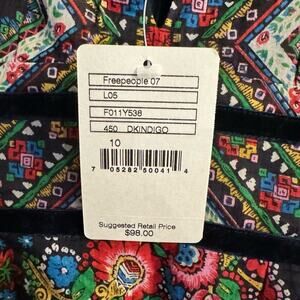 Freepeople 07
L05
F011Y538
450 DKINDIGO
10
7 05282 50041 4
Suggested Retail Price
$98.00